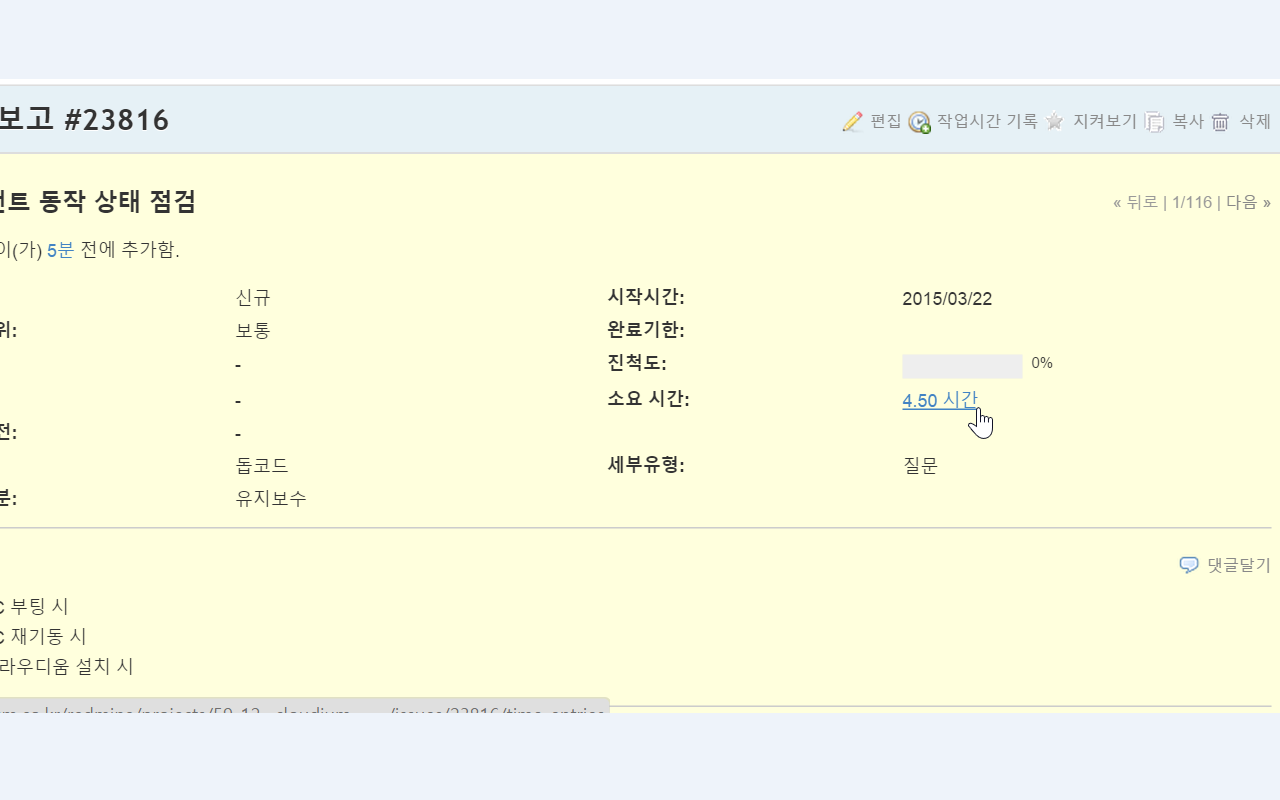 보고 #23816
편집 작업시간 기록 지켜보기 복사 삭제
트 동작 상태 점검
« 뒤로 | 1/116 | 다음 »
이(가) 5분 전에 추가함.
신규 시작시간: 2015/03/22
위: 보통 완료기한:
- 진척도: 0%
- 소요 시간: 4.50 시간
전: -
돕코드 세부유형: 질문
분: 유지보수
댓글달기
C 부팅 시
C 재기동 시
라우디움 설치 시